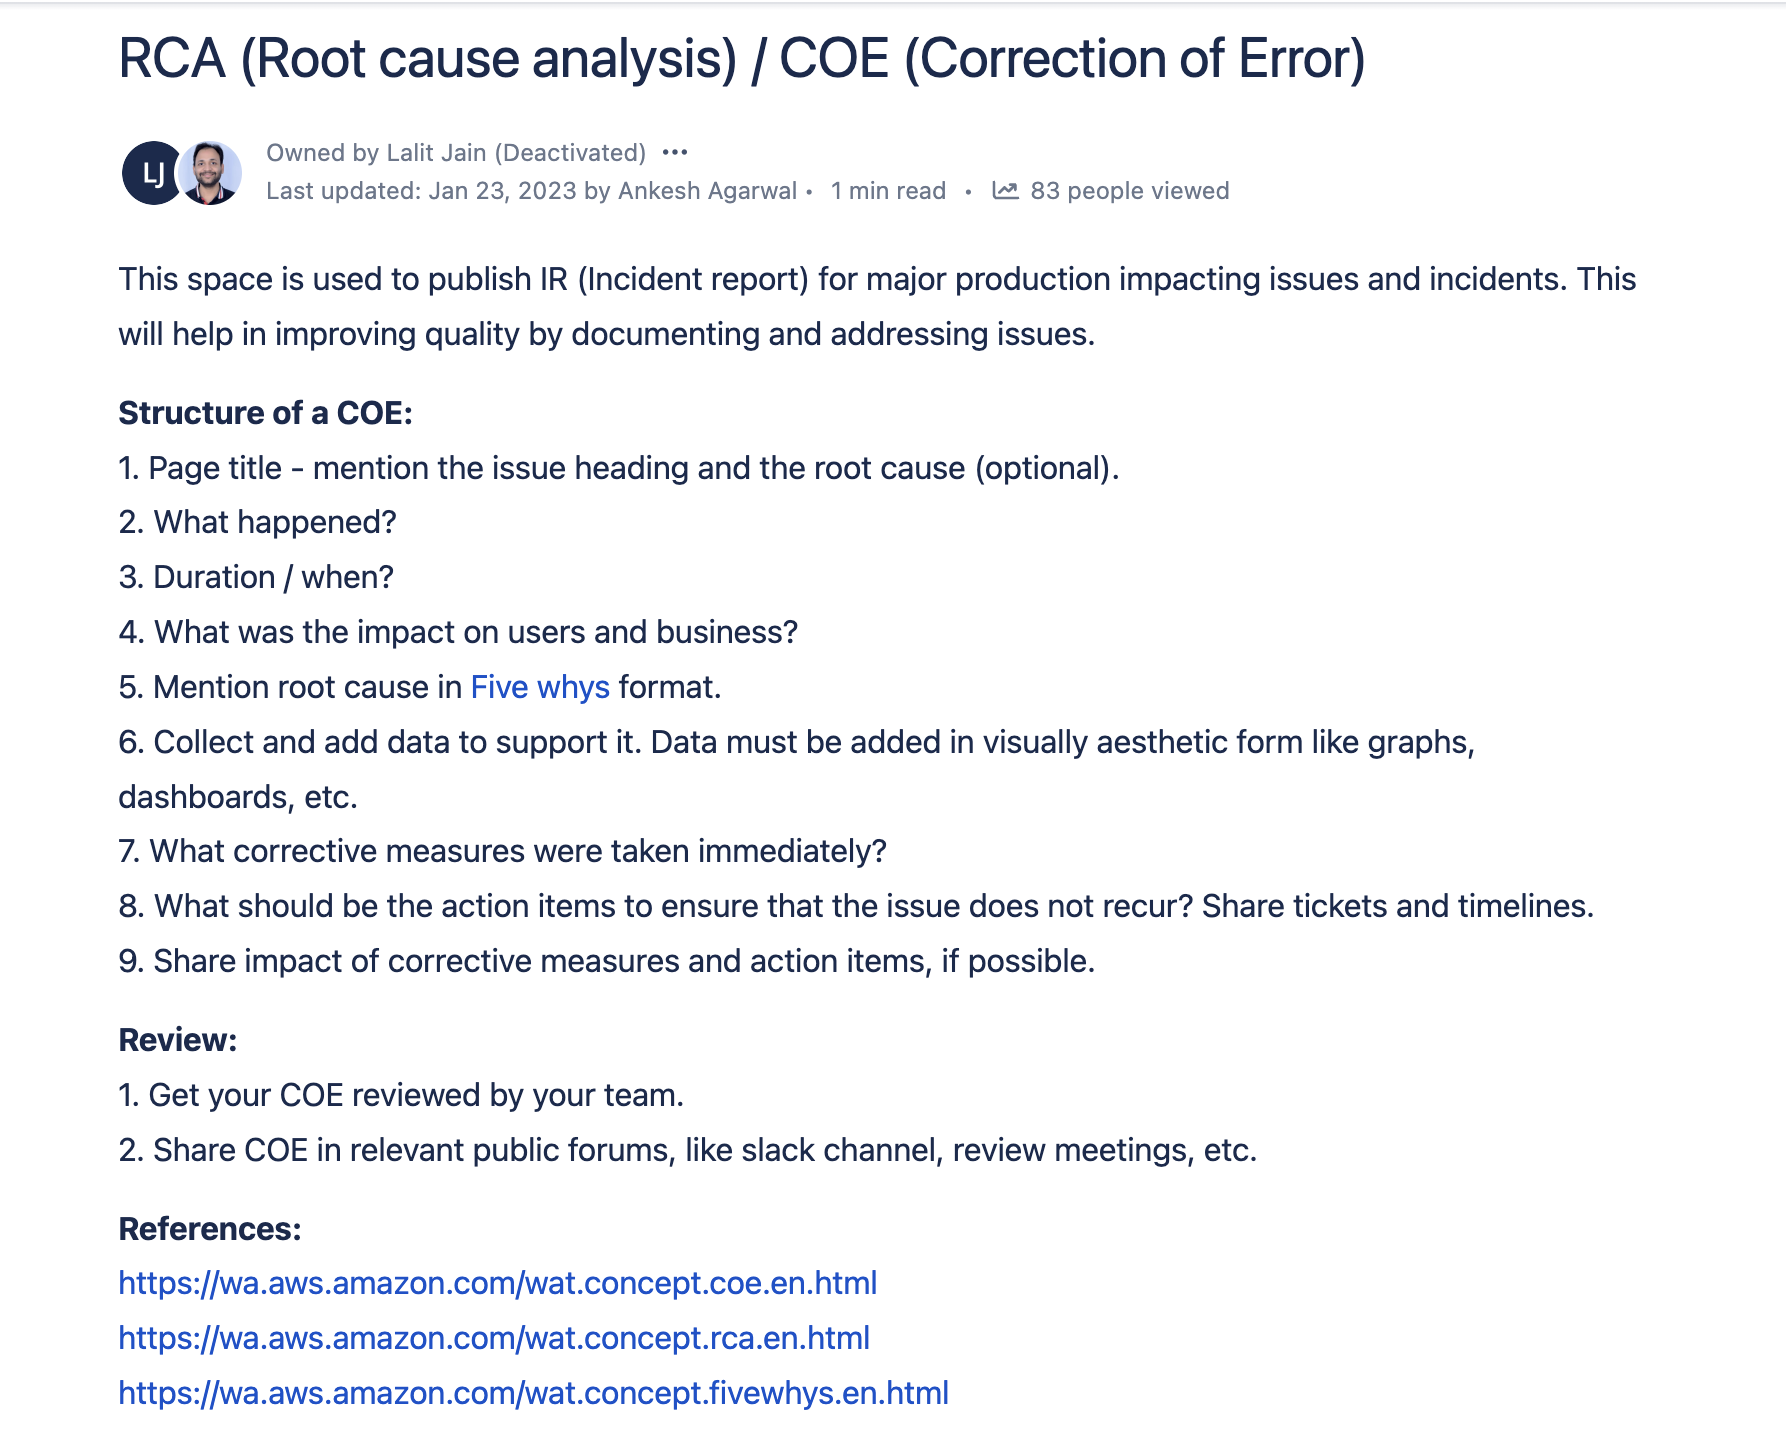 RCA (Root cause analysis) / COE (Correction of Error)
LJ
Owned by Lalit Jain (Deactivated) •••
Last updated: Jan 23, 2023 by Ankesh Agarwal • 1 min read • 83 people viewed
This space is used to publish IR (Incident report) for major production impacting issues and incidents. This
will help in improving quality by documenting and addressing issues.
Structure of a COE:
1. Page title - mention the issue heading and the root cause (optional).
2. What happened?
3. Duration / when?
4. What was the impact on users and business?
5. Mention root cause in Five whys format.
6. Collect and add data to support it. Data must be added in visually aesthetic form like graphs,
dashboards, etc.
7. What corrective measures were taken immediately?
8. What should be the action items to ensure that the issue does not recur? Share tickets and timelines.
9. Share impact of corrective measures and action items, if possible.
Review:
1. Get your COE reviewed by your team.
2. Share COE in relevant public forums, like slack channel, review meetings, etc.
References:
https://wa.aws.amazon.com/wat.concept.coe.en.html
https://wa.aws.amazon.com/wat.concept.rca.en.html
https://wa.aws.amazon.com/wat.concept.fivewhys.en.html